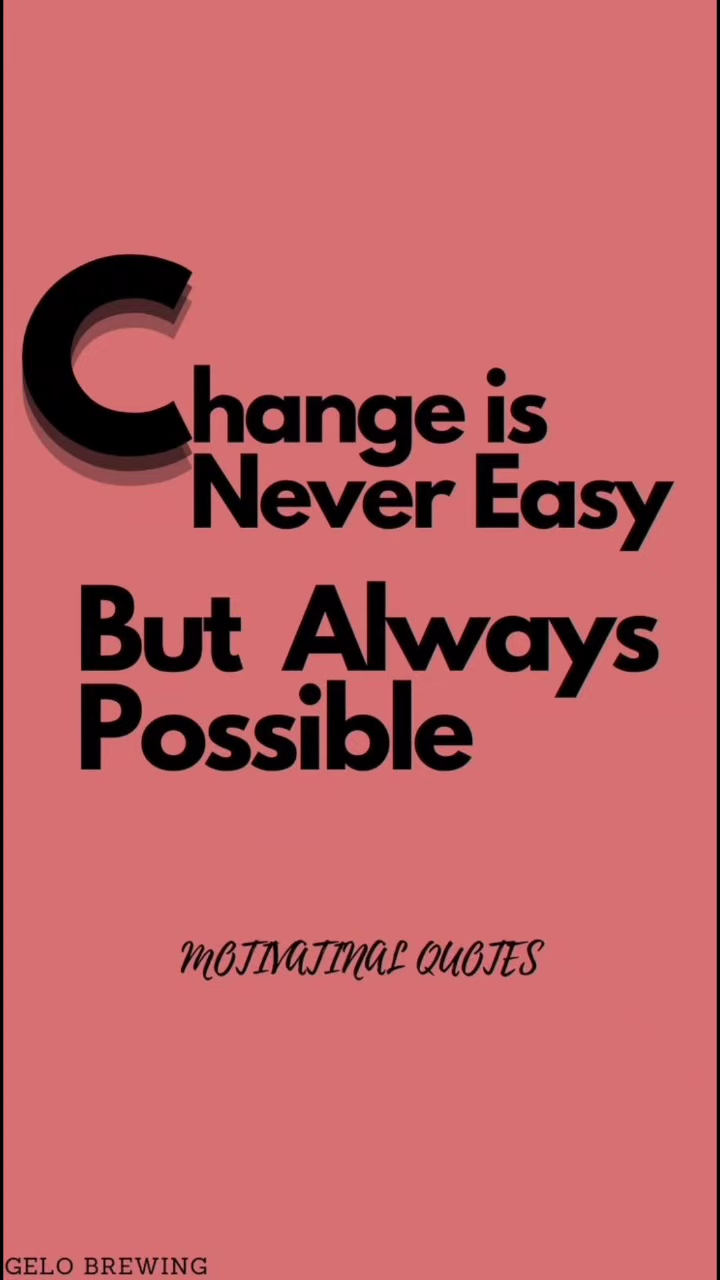 Change is
Never Easy
But Always
Possible
MOTIVATINAL QUOTES
GELO BREWING